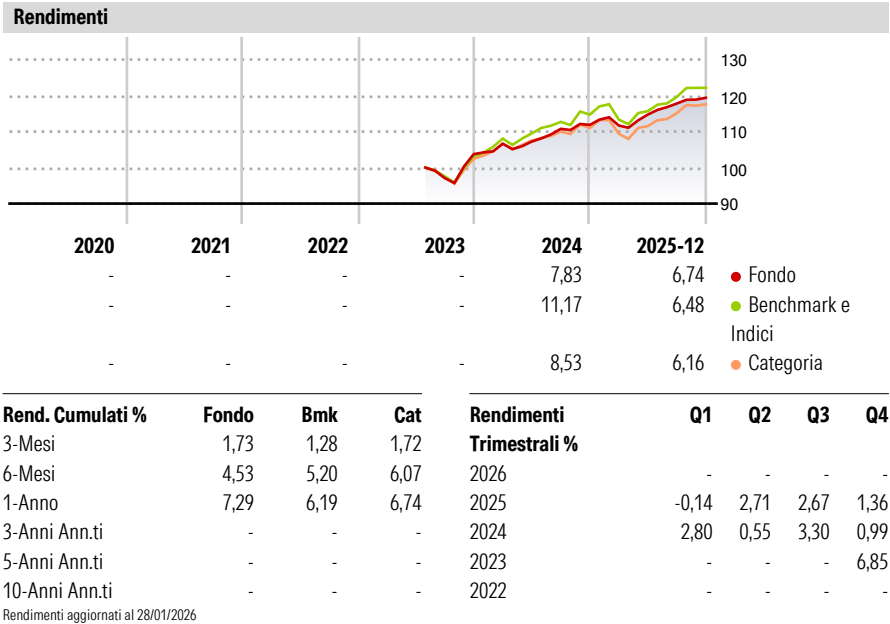 Rendimenti
130
120
110
100
90
2020 2021 2022 2023 2024 2025-12
- - - - 7,83 6,74 Fondo
- - - - 11,17 6,48 Benchmark e
Indici
- - - - 8,53 6,16 Categoria
Rend. Cumulati % Fondo Bmk Cat
3-Mesi 1,73 1,28 1,72
6-Mesi 4,53 5,20 6,07
1-Anno 7,29 6,19 6,74
3-Anni Ann.ti - - -
5-Anni Ann.ti - - -
10-Anni Ann.ti - - -
Rendimenti aggiornati al 28/01/2026
Rendimenti Q1 Q2 Q3 Q4
Trimestrali %
2026 - - - -
2025 -0,14 2,71 2,67 1,36
2024 2,80 0,55 3,30 0,99
2023 - - - 6,85
2022 - - - -